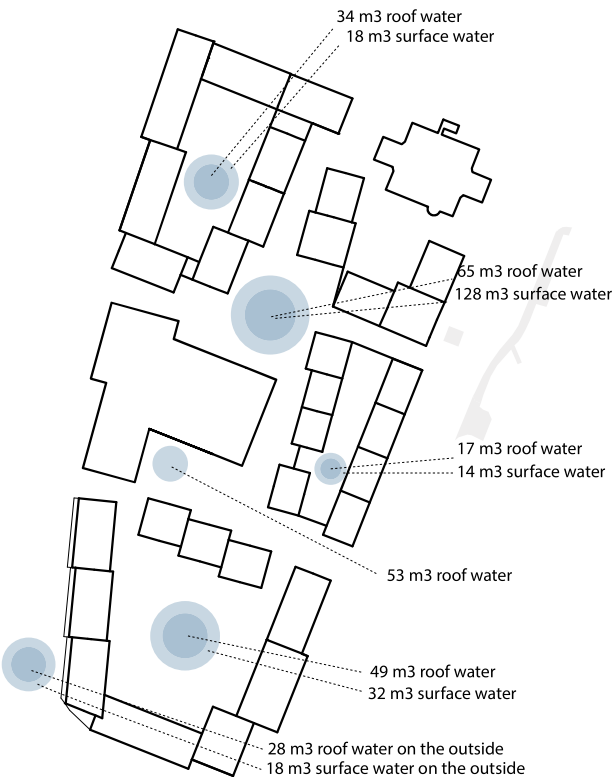 34 m3 roof water
18 m3 surface water
65 m3 roof water
128 m3 surface water
17 m3 roof water
14 m3 surface water
53 m3 roof water
49 m3 roof water
32 m3 surface water
28 m3 roof water on the outside
18 m3 surface water on the outside